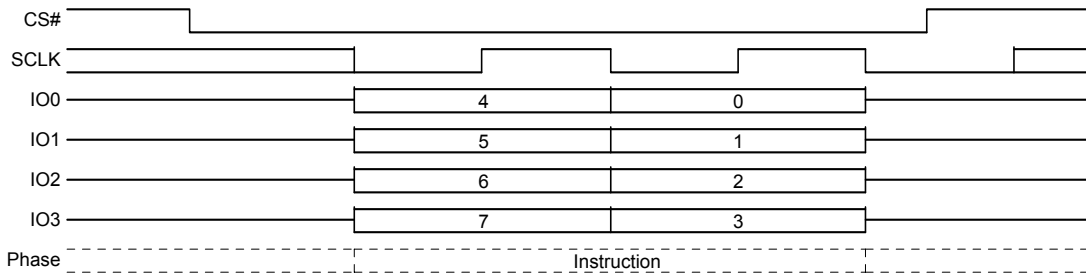 CS#
SCLK
IO0 4 0
IO1 5 1
IO2 6 2
IO3 7 3
Phase Instruction